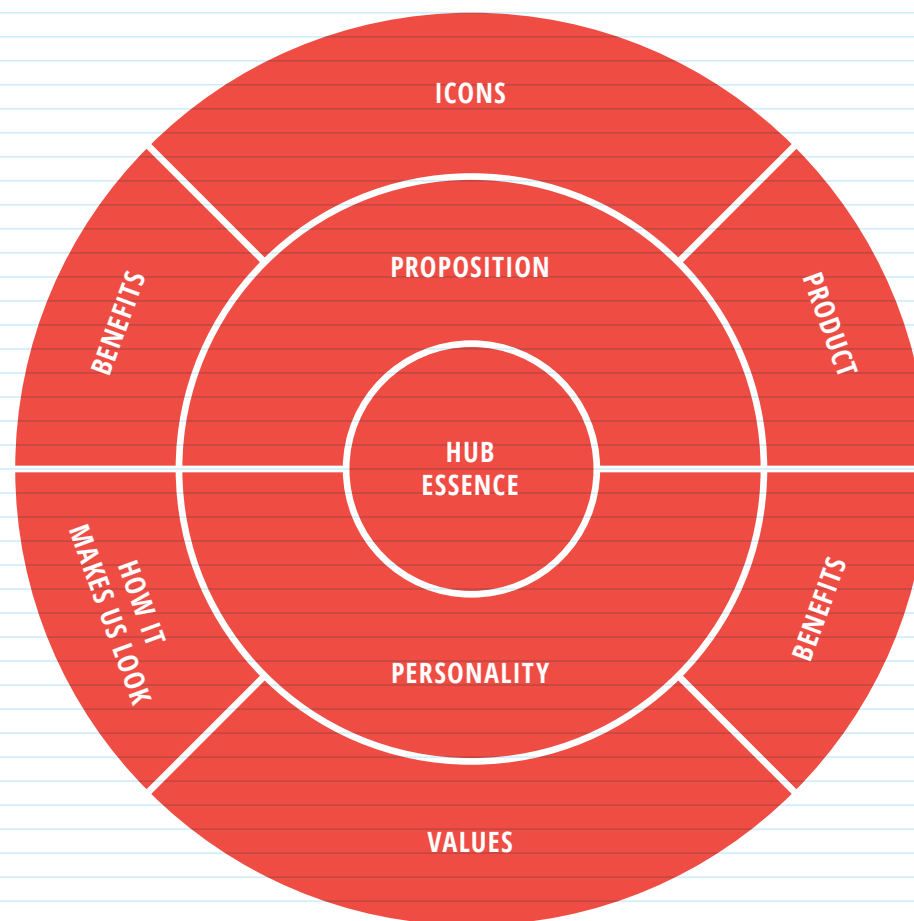 ICONS
PROPOSITION
BENEFITS
PRODUCT
HUB
ESSENCE
HOW IT
MAKES US LOOK
BENEFITS
PERSONALITY
VALUES